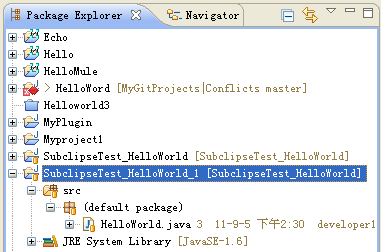 Package Explorer Navigator
Echo
Hello
HelloMule
> HelloWord [MyGitProjects|Conflicts master]
Helloworld3
MyPlugin
Myproject1
SubclipseTest_HelloWorld [SubclipseTest_HelloWorld]
SubclipseTest_HelloWorld_1 [SubclipseTest_HelloWorld]
src
(default package)
HelloWorld.java 3 11-9-5 下午2:30 developer1
JRE System Library [JavaSE-1.6]